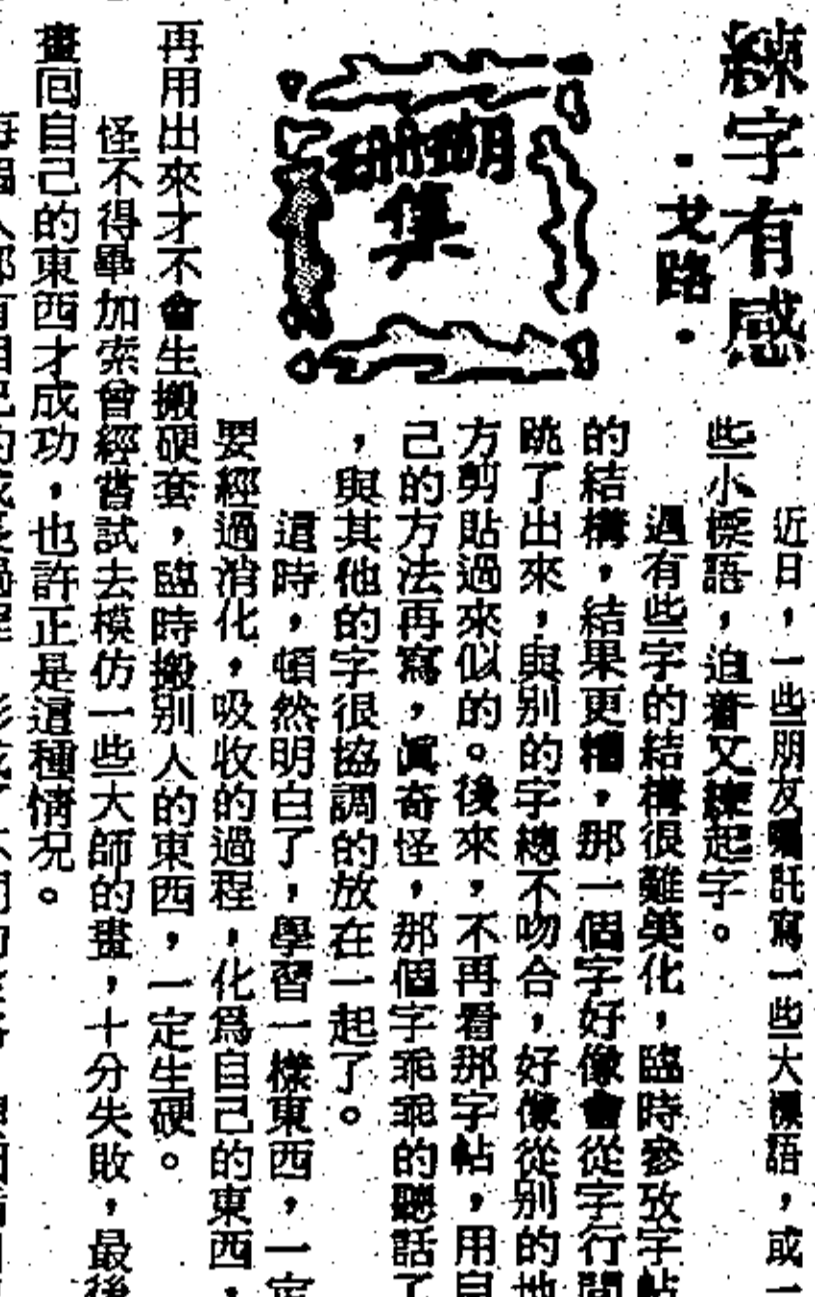 練字有感
•戈路•
珊瑚集
近日，一些朋友囑託寫一些大標語，或一
些小標語，迫着又練起字。
遇有些字的結構很難美化，臨時參攷字帖
的結構，結果更糟，那一個字好像會從字行間
跳了出來，與別的字總不吻合，好像從別的地
方剪貼過來似的。後來，不再看那字帖，用自
己的方法再寫，眞奇怪，那個字乖乖的聽話了
，與其他的字很協調的放在一起了。
這時，頓然明白了，學習一樣東西，一定
要經過消化，吸收的過程，化爲自己的東西，
再用出來才不會生搬硬套，臨時搬別人的東西，一定生硬。
怪不得畢加索曾經嘗試去模仿一些大師的畫，十分失敗，最後
畫回自己的東西才成功，也許正是這種情況。